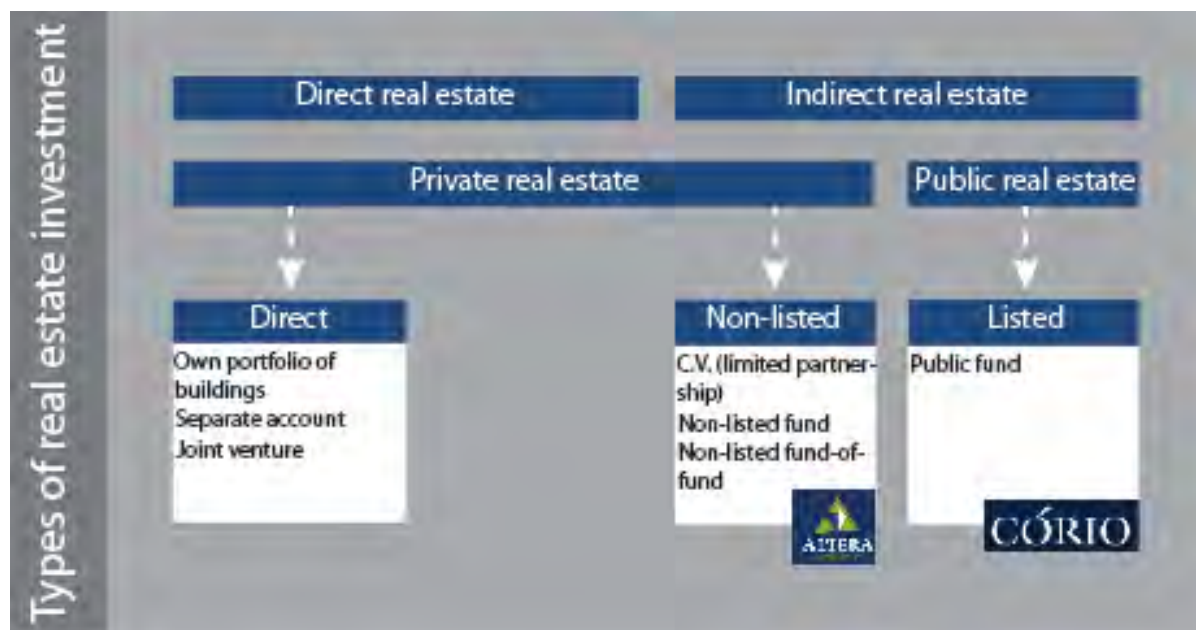 Types of real estate investment
Direct real estate
Indirect real estate
Private real estate
Public real estate
Direct
Own portfolio of
buildings
Separate account
Joint venture
Non-listed
C.V. (limited partner-
ship)
Non-listed fund
Non-listed fund-of-
fund
ALTERA
Listed
Public fund
CÓRIO